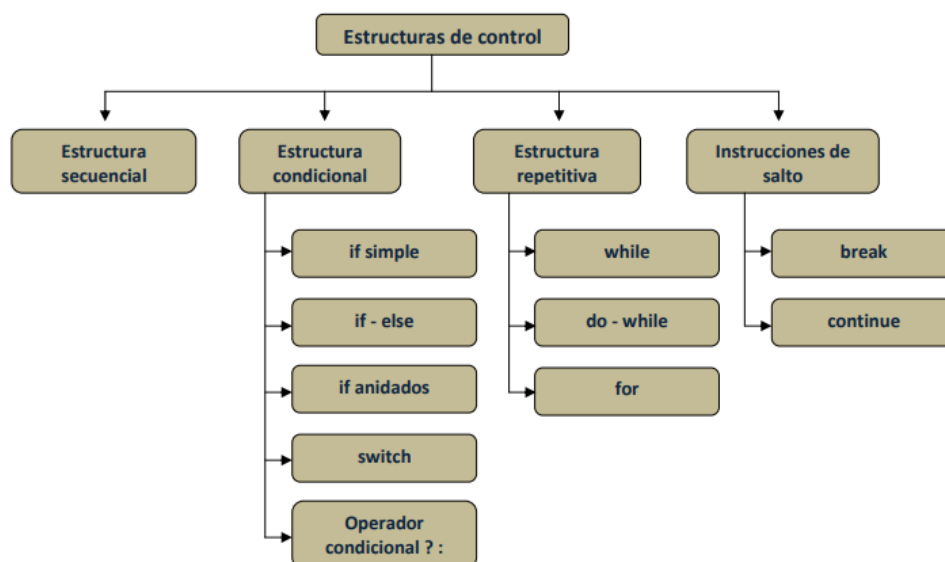 Estructuras de control
Estructura
secuencial
Estructura
condicional
Estructura
repetitiva
Instrucciones de
salto
if simple
if - else
if anidados
switch
Operador
condicional ? :
while
do - while
for
break
continue